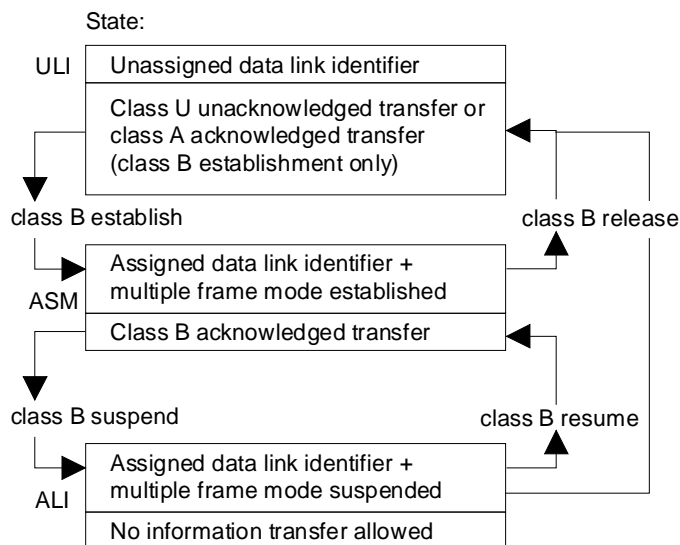 State:
ULI
Unassigned data link identifier
Class U unacknowledged transfer or
class A acknowledged transfer
(class B establishment only)
class B establish
class B release
Assigned data link identifier +
multiple frame mode established
ASM
Class B acknowledged transfer
class B suspend
class B resume
Assigned data link identifier +
multiple frame mode suspended
ALI
No information transfer allowed